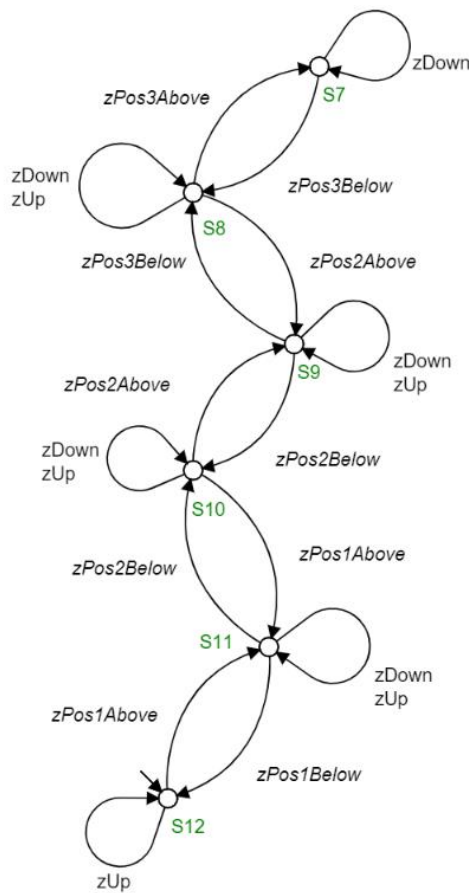 zDown
S7
zPos3Above
zPos3Below
zDown
zUp
S8
zPos3Below
zPos2Above
zDown
zUp
S9
zPos2Above
zPos2Below
zDown
zUp
S10
zPos1Above
zPos2Below
S11
zDown
zUp
zPos1Above
zPos1Below
S12
zUp